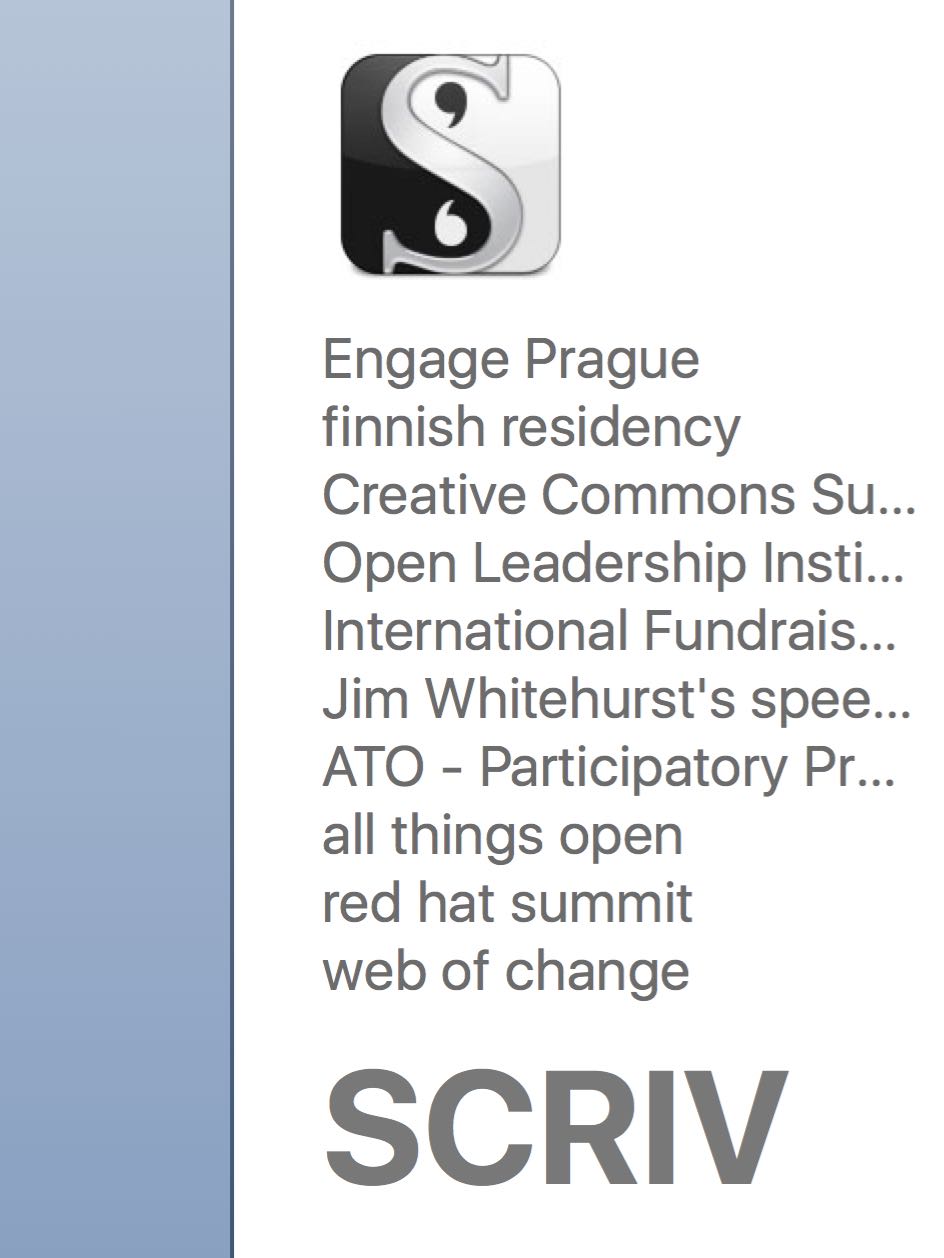 Engage Prague
finnish residency
Creative Commons Su...
Open Leadership Insti...
International Fundrais...
Jim Whitehurst's spee...
ATO - Participatory Pr...
all things open
red hat summit
web of change
SCRIV